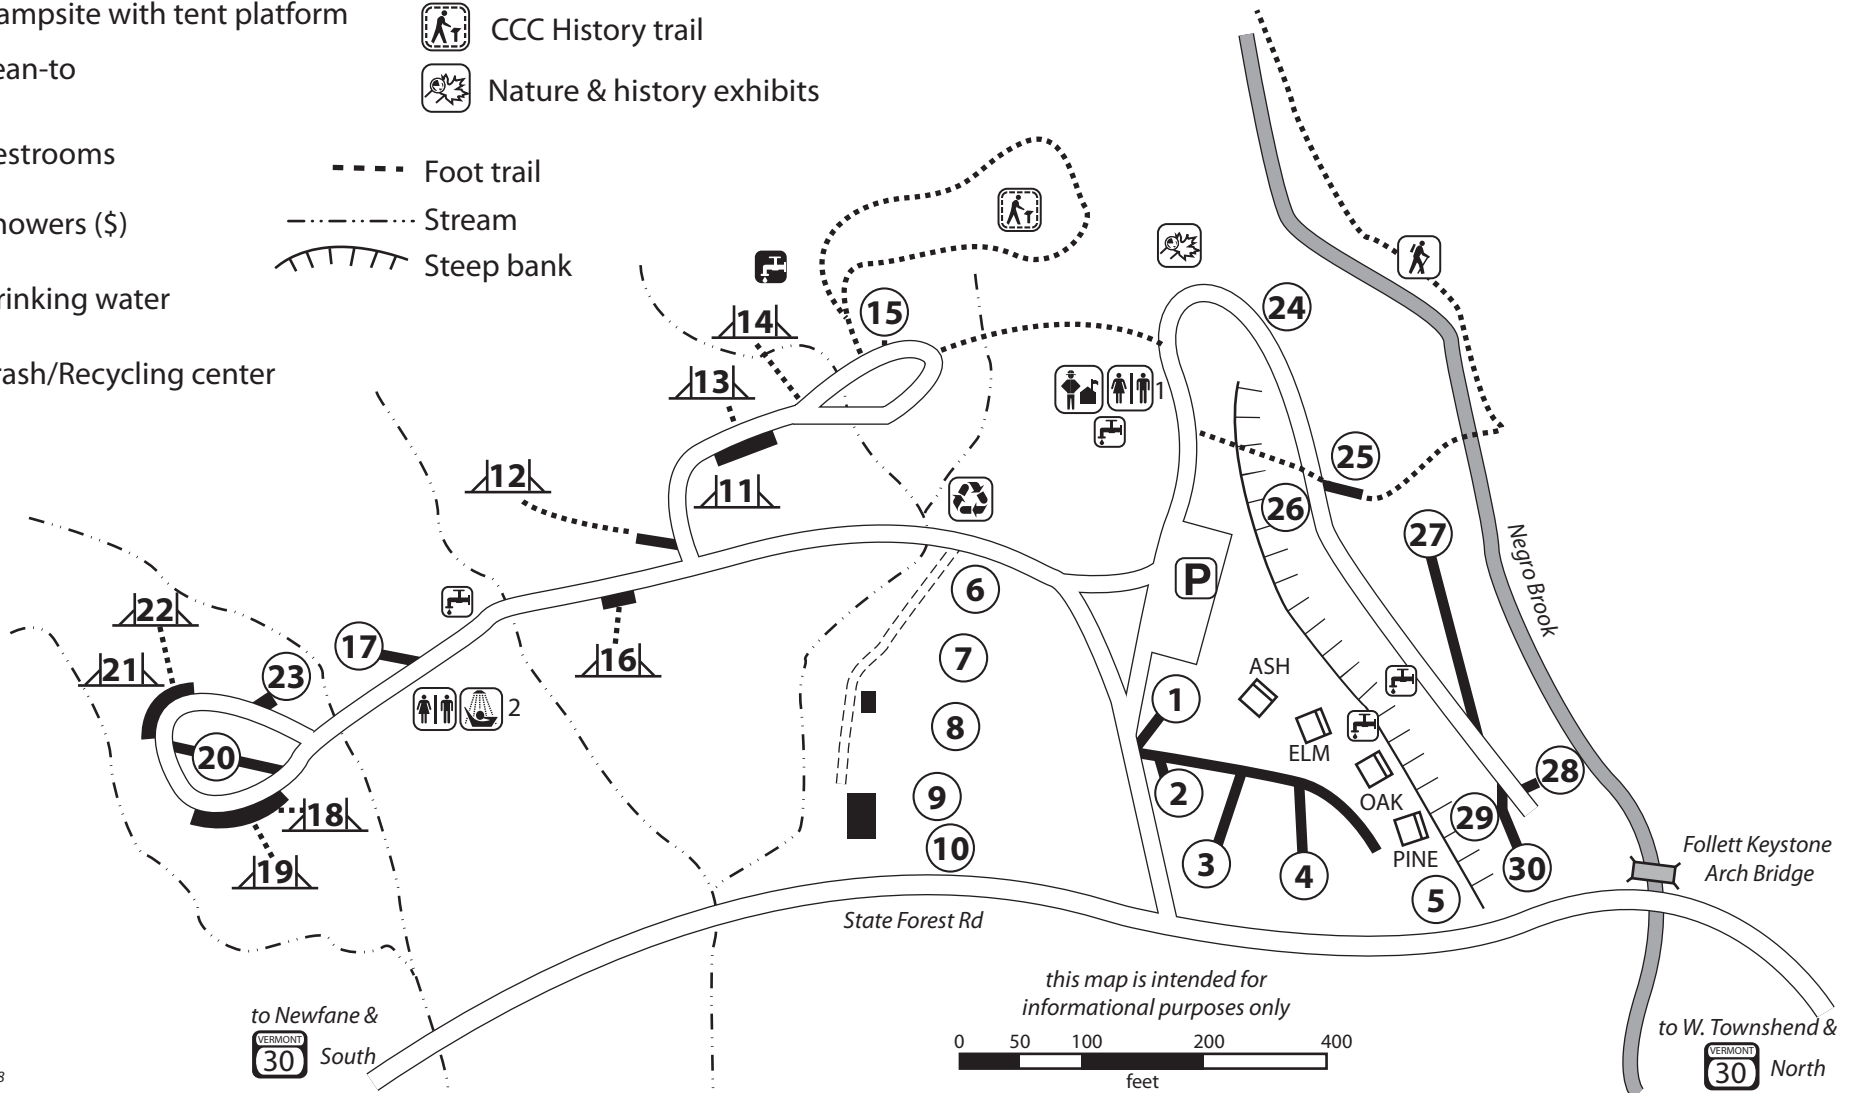 ampsite with tent platform
ean-to
estrooms
howers ($)
rinking water
rash/Recycling center
CCC History trail
Nature & history exhibits
Foot trail
Stream
Steep bank
15
14
13
12
11
24
1
25
26
27
Negro Brook
P
6
7
8
9
10
22
21
23
17
16
2
20
18
19
ASH
ELM
OAK
PINE
1
2
3
4
5
28
29
30
Follett Keystone
Arch Bridge
State Forest Rd
this map is intended for
informational purposes only
0 50 100 200 400
feet
to Newfane &
VERMONT
30 South
to W. Townshend &
VERMONT
30 North